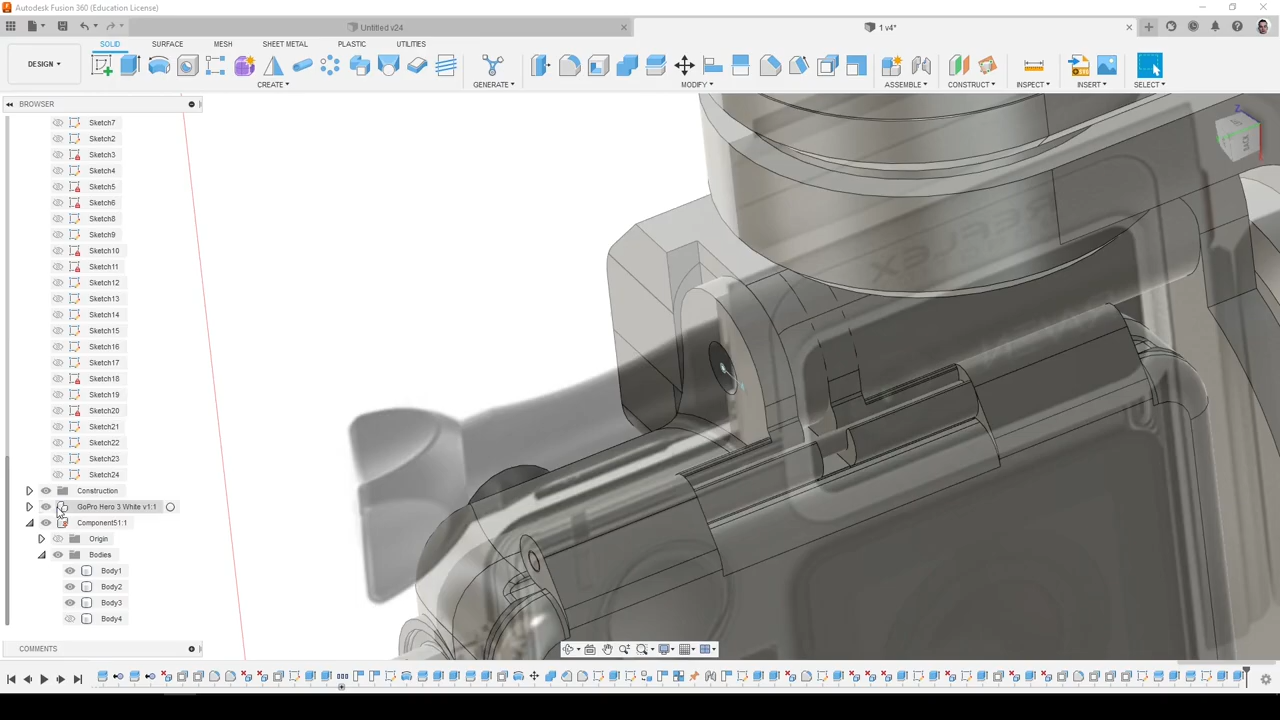 Autodesk Fusion 360 (Education License)
Untitled v24
1 v4*
DESIGN
SOLID SURFACE MESH SHEET METAL PLASTIC UTILITIES
CREATE GENERATE MODIFY ASSEMBLE CONSTRUCT INSPECT INSERT SELECT
BROWSER
Sketch7
Sketch2
Sketch3
Sketch4
Sketch5
Sketch6
Sketch8
Sketch9
Sketch10
Sketch11
Sketch12
Sketch13
Sketch14
Sketch15
Sketch16
Sketch17
Sketch18
Sketch19
Sketch20
Sketch21
Sketch22
Sketch23
Sketch24
Construction
GoPro Hero 3 White v1:1
Component51:1
Origin
Bodies
Body1
Body2
Body3
Body4
COMMENTS
Z
BACK